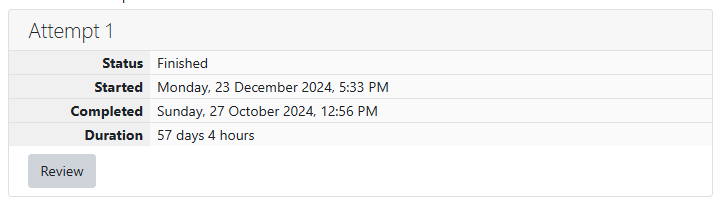 Attempt 1
Status Finished
Started Monday, 23 December 2024, 5:33 PM
Completed Sunday, 27 October 2024, 12:56 PM
Duration 57 days 4 hours
Review